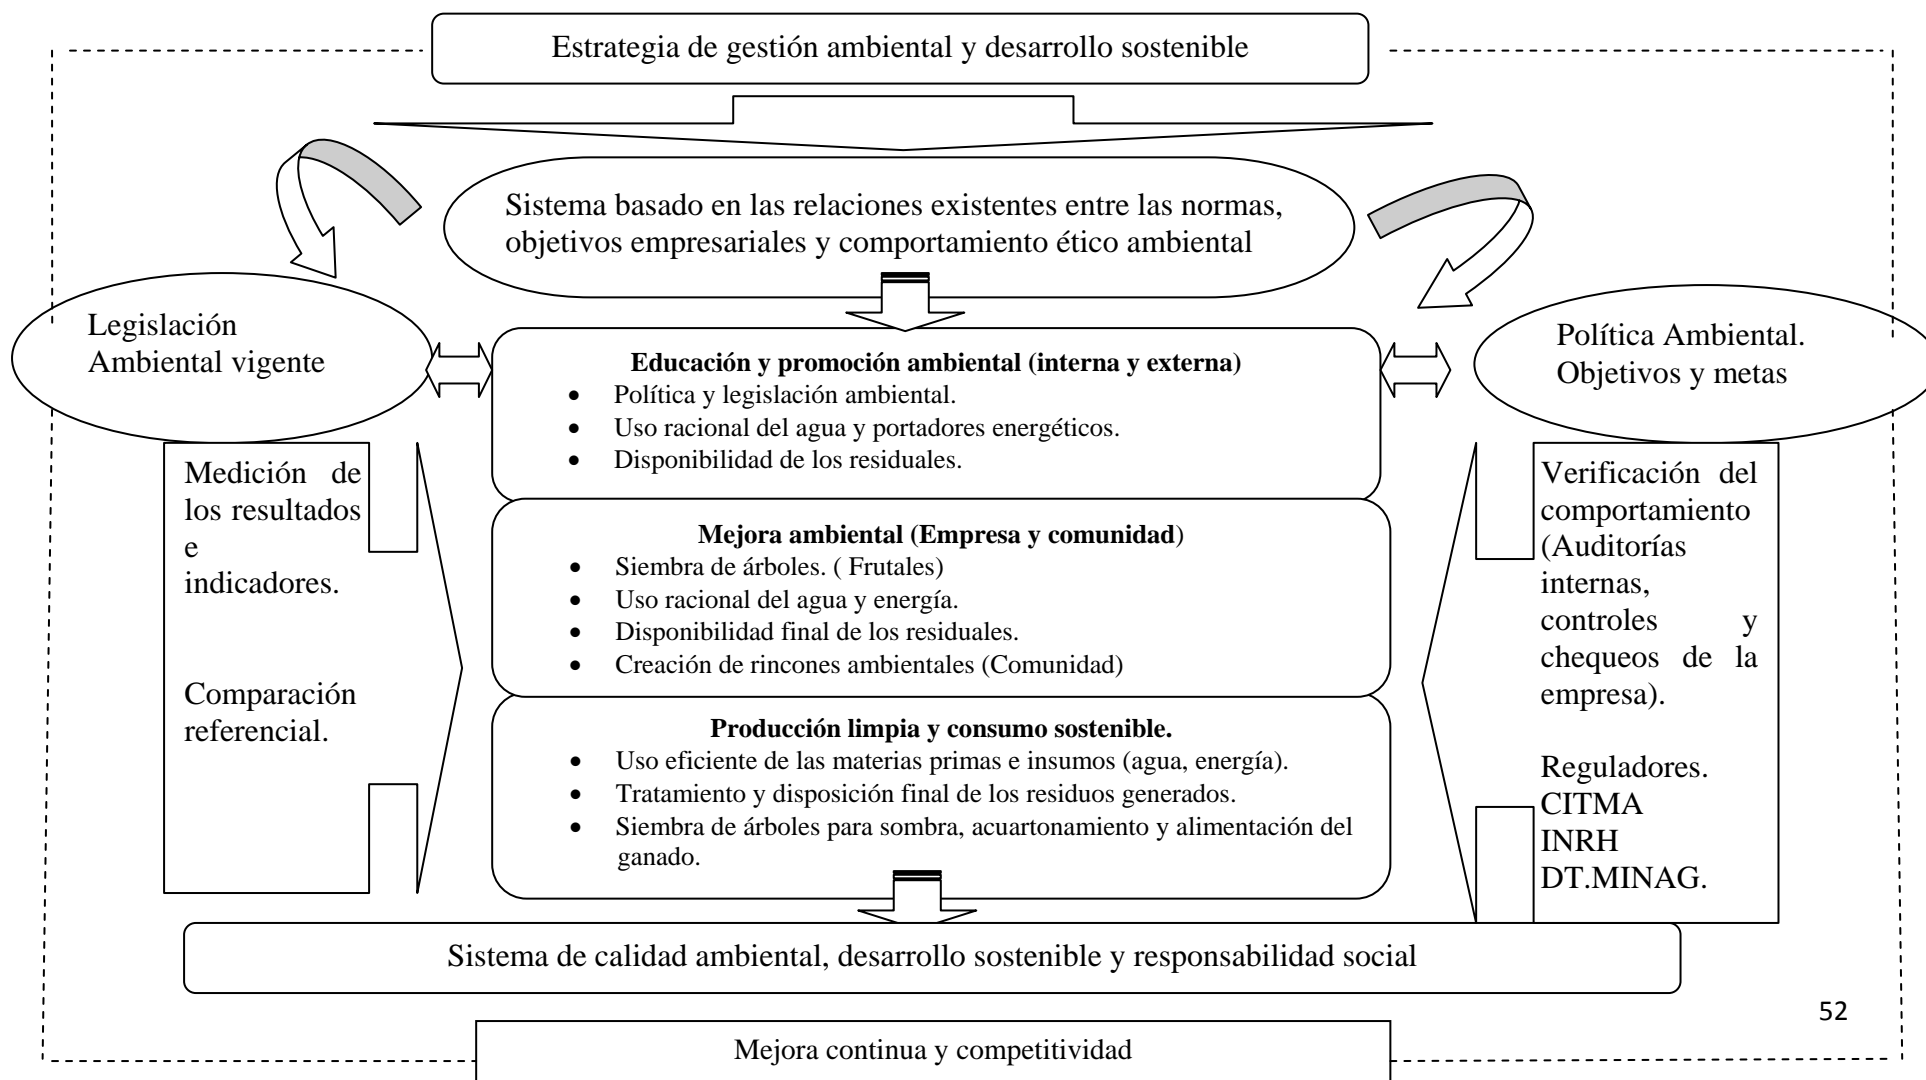 Estrategia de gestión ambiental y desarrollo sostenible
Sistema basado en las relaciones existentes entre las normas,
objetivos empresariales y comportamiento ético ambiental
Legislación
Ambiental vigente
Política Ambiental.
Objetivos y metas
Educación y promoción ambiental (interna y externa)
• Política y legislación ambiental.
• Uso racional del agua y portadores energéticos.
• Disponibilidad de los residuales.
Medición de
los resultados
e
indicadores.
Comparación
referencial.
Mejora ambiental (Empresa y comunidad)
• Siembra de árboles. ( Frutales)
• Uso racional del agua y energía.
• Disponibilidad final de los residuales.
• Creación de rincones ambientales (Comunidad)
Producción limpia y consumo sostenible.
• Uso eficiente de las materias primas e insumos (agua, energía).
• Tratamiento y disposición final de los residuos generados.
• Siembra de árboles para sombra, acuartonamiento y alimentación del
ganado.
Verificación del
comportamiento
(Auditorías
internas,
controles y
chequeos de la
empresa).
Reguladores.
CITMA
INRH
DT.MINAG.
Sistema de calidad ambiental, desarrollo sostenible y responsabilidad social
52
Mejora continua y competitividad